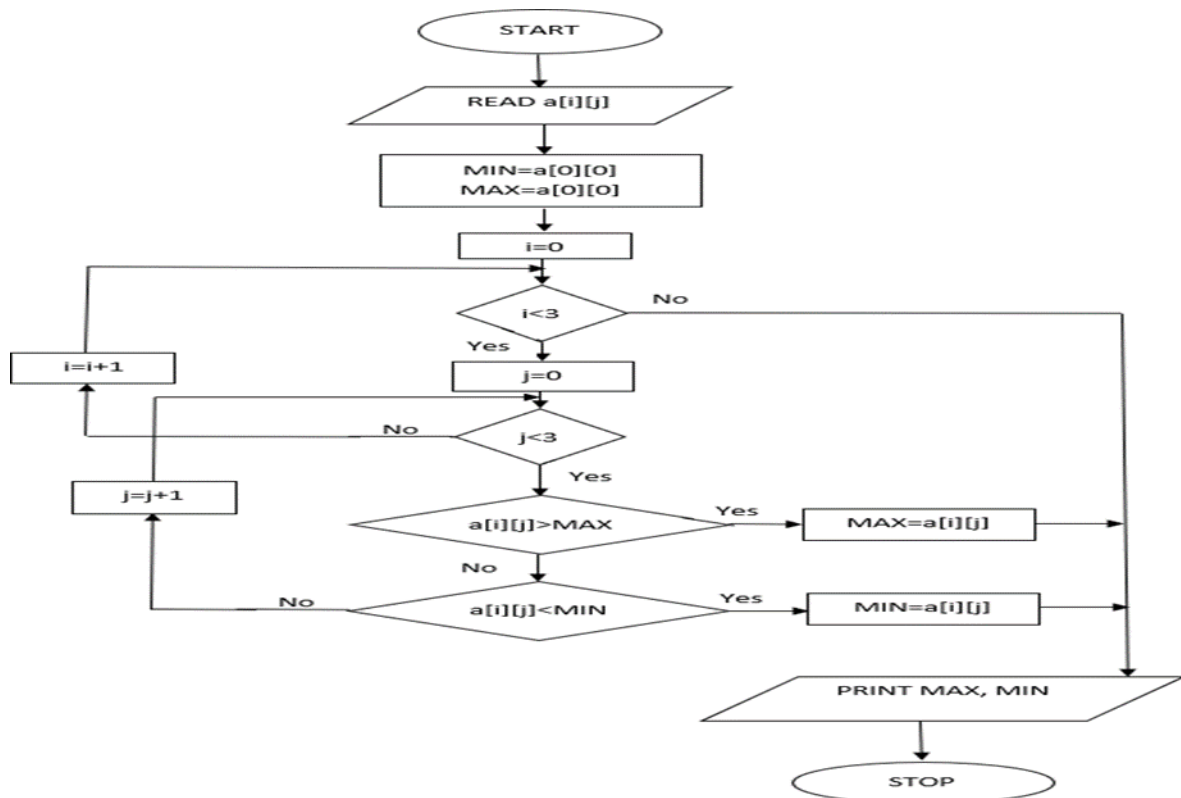 START
READ a[i][j]
MIN=a[0][0]
MAX=a[0][0]
i=0
i<3
No
Yes
i=i+1
j=0
j<3
No
Yes
j=j+1
a[i][j]>MAX
Yes
MAX=a[i][j]
No
a[i][j]<MIN
No
Yes
MIN=a[i][j]
PRINT MAX, MIN
STOP